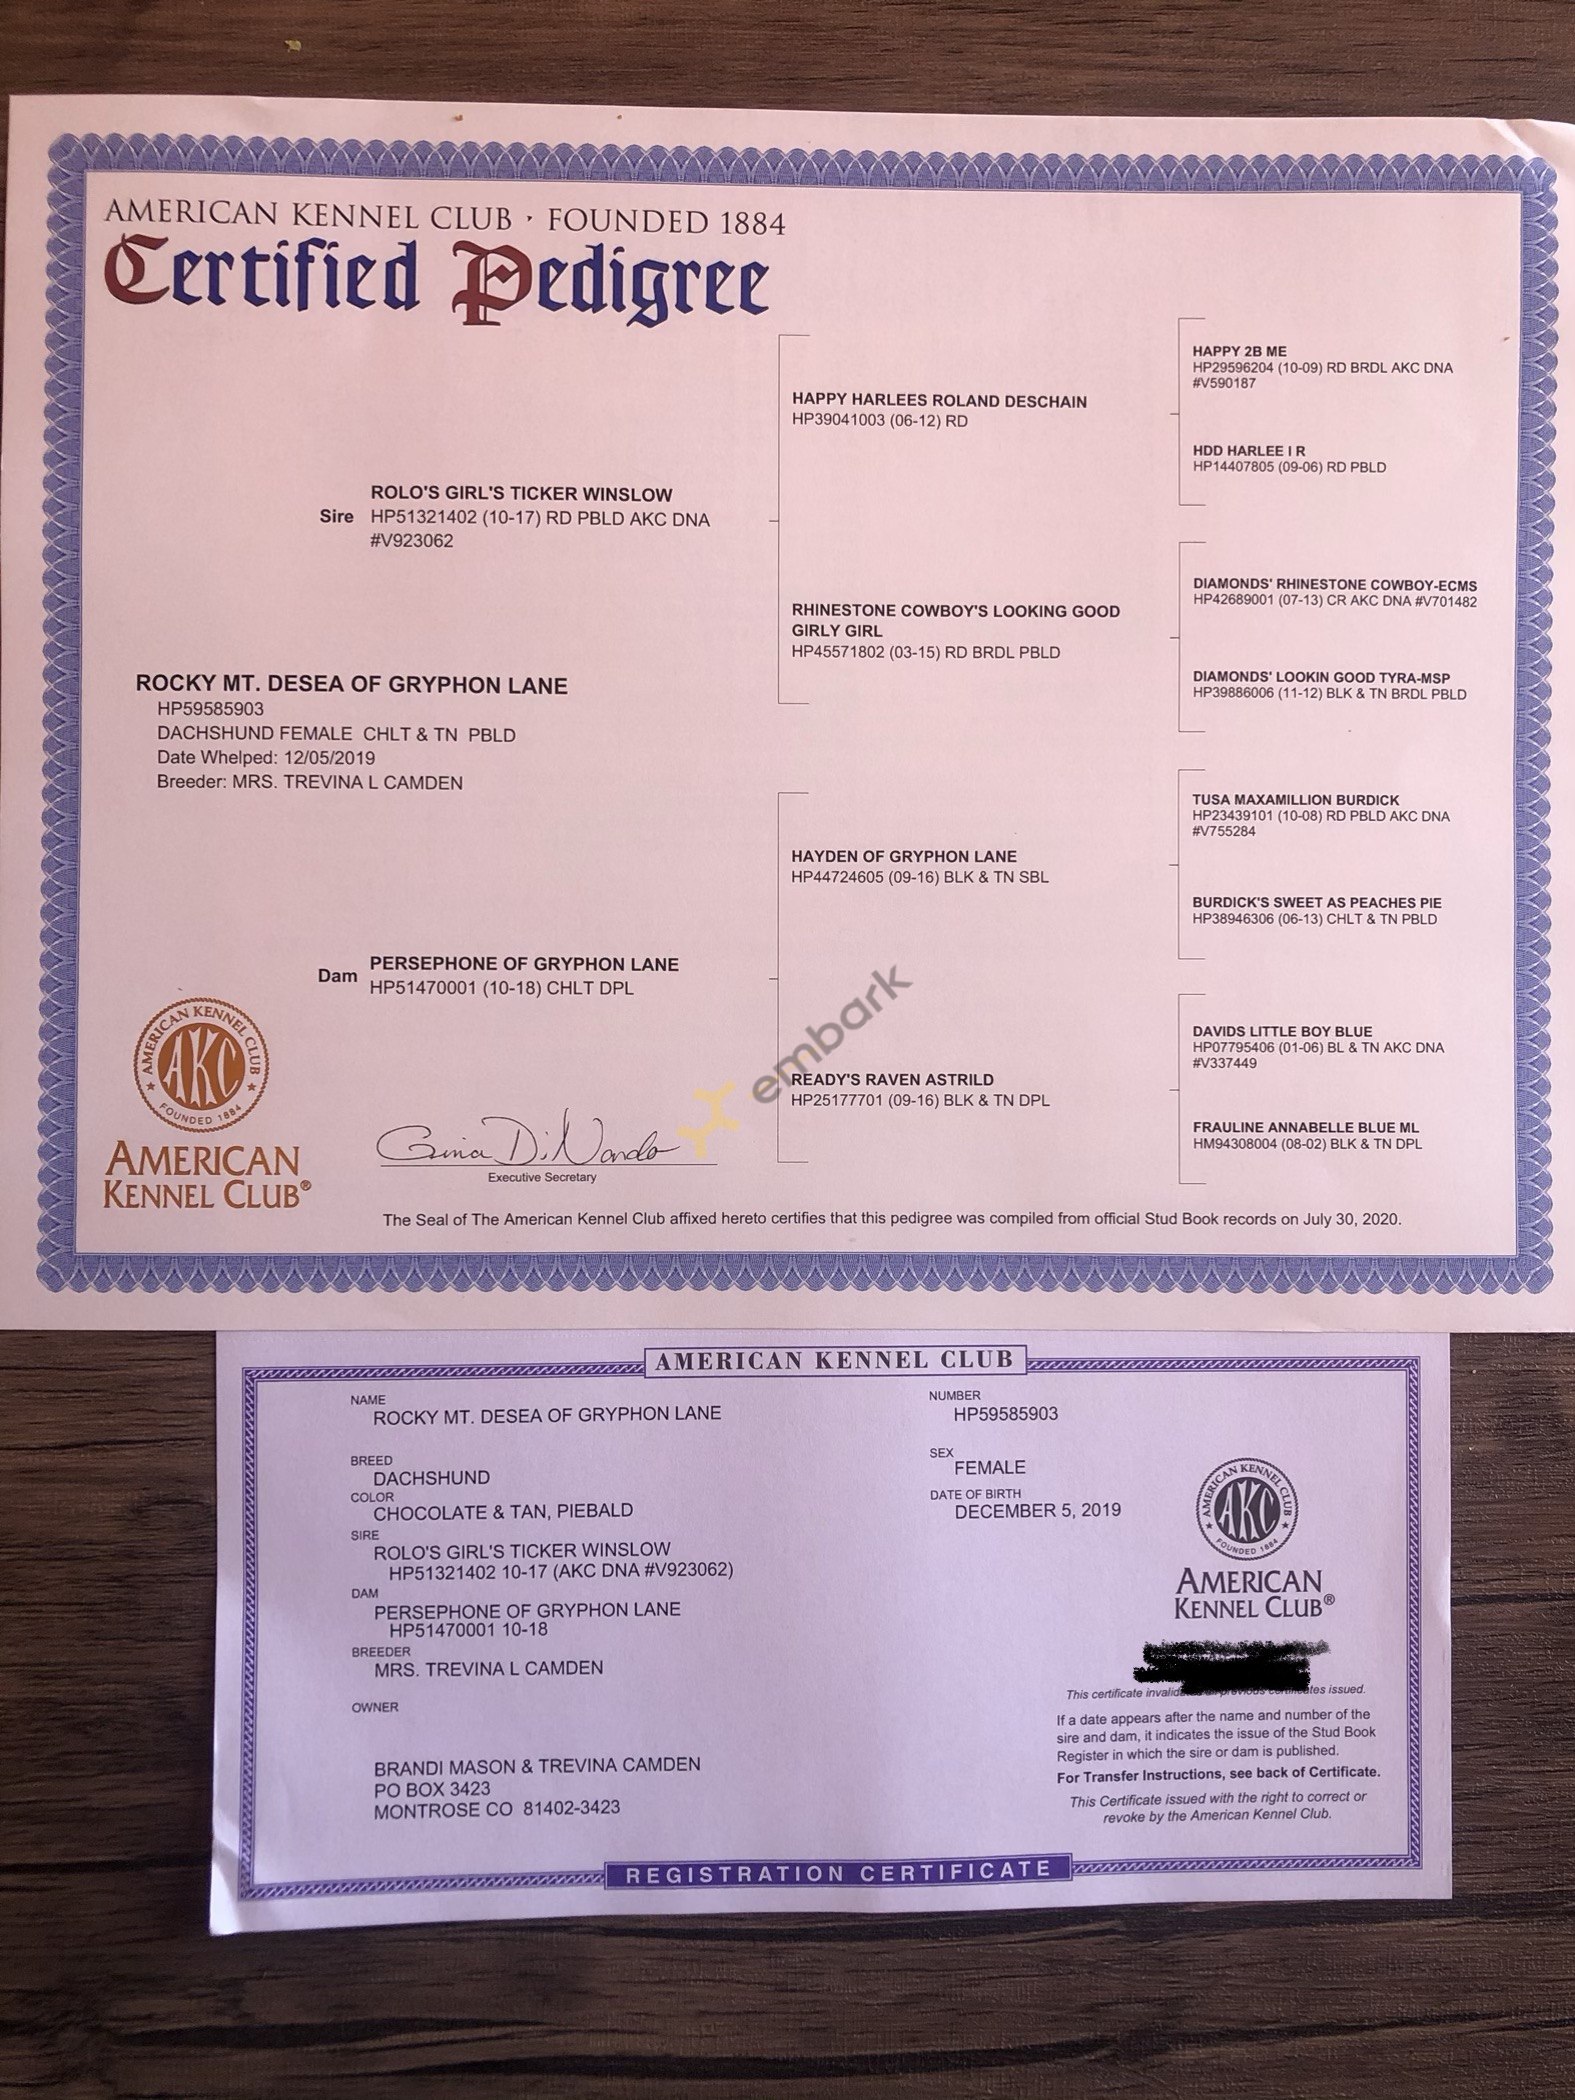 AMERICAN KENNEL CLUB · FOUNDED 1884
Certified Pedigree
HAPPY 2B ME
HP29596204 (10-09) RD BRDL AKC DNA
#V590187
HAPPY HARLEES ROLAND DESCHAIN
HP39041003 (06-12) RD
HDD HARLEE I R
HP14407805 (09-06) RD PBLD
ROLO'S GIRL'S TICKER WINSLOW
Sire HP51321402 (10-17) RD PBLD AKC DNA
#V923062
DIAMONDS' RHINESTONE COWBOY-ECMS
HP42689001 (07-13) CR AKC DNA #V701482
RHINESTONE COWBOY'S LOOKING GOOD
GIRLY GIRL
HP45571802 (03-15) RD BRDL PBLD
DIAMONDS' LOOKIN GOOD TYRA-MSP
HP39886006 (11-12) BLK & TN BRDL PBLD
ROCKY MT. DESEA OF GRYPHON LANE
HP59585903
DACHSHUND FEMALE CHLT & TN PBLD
Date Whelped: 12/05/2019
Breeder: MRS. TREVINA L CAMDEN
TUSA MAXAMILLION BURDICK
HP23439101 (10-08) RD PBLD AKC DNA
#V755284
HAYDEN OF GRYPHON LANE
HP44724605 (09-16) BLK & TN SBL
BURDICK'S SWEET AS PEACHES PIE
HP38946306 (06-13) CHLT & TN PBLD
Dam PERSEPHONE OF GRYPHON LANE
HP51470001 (10-18) CHLT DPL
DAVIDS LITTLE BOY BLUE
HP07795406 (01-06) BL & TN AKC DNA
#V337449
READY'S RAVEN ASTRILD
HP25177701 (09-16) BLK & TN DPL
FRAULINE ANNABELLE BLUE ML
HM94308004 (08-02) BLK & TN DPL
embark
AMERICAN KENNEL CLUB
AKC
FOUNDED 1884
AMERICAN
KENNEL CLUB®
Gina DiNardo
Executive Secretary
The Seal of The American Kennel Club affixed hereto certifies that this pedigree was compiled from official Stud Book records on July 30, 2020.
AMERICAN KENNEL CLUB
NAME
ROCKY MT. DESEA OF GRYPHON LANE
NUMBER
HP59585903
BREED
DACHSHUND
SEX
FEMALE
COLOR
CHOCOLATE & TAN, PIEBALD
DATE OF BIRTH
DECEMBER 5, 2019
SIRE
ROLO'S GIRL'S TICKER WINSLOW
HP51321402 10-17 (AKC DNA #V923062)
DAM
PERSEPHONE OF GRYPHON LANE
HP51470001 10-18
BREEDER
MRS. TREVINA L CAMDEN
OWNER
BRANDI MASON & TREVINA CAMDEN
PO BOX 3423
MONTROSE CO 81402-3423
AMERICAN KENNEL CLUB
AKC
FOUNDED 1884
AMERICAN
KENNEL CLUB®
This certificate previous issued.
If a date appears after the name and number of the
sire and dam, it indicates the issue of the Stud Book
Register in which the sire or dam is published.
For Transfer Instructions, see back of Certificate.
This Certificate issued with the right to correct or
revoke by the American Kennel Club.
REGISTRATION CERTIFICATE